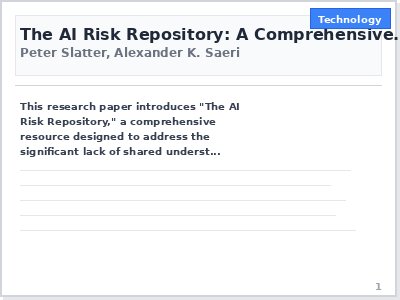 Technology
The AI Risk Repository: A Comprehensive.
Peter Slatter, Alexander K. Saeri
This research paper introduces "The AI
Risk Repository," a comprehensive
resource designed to address the
significant lack of shared underst...
1